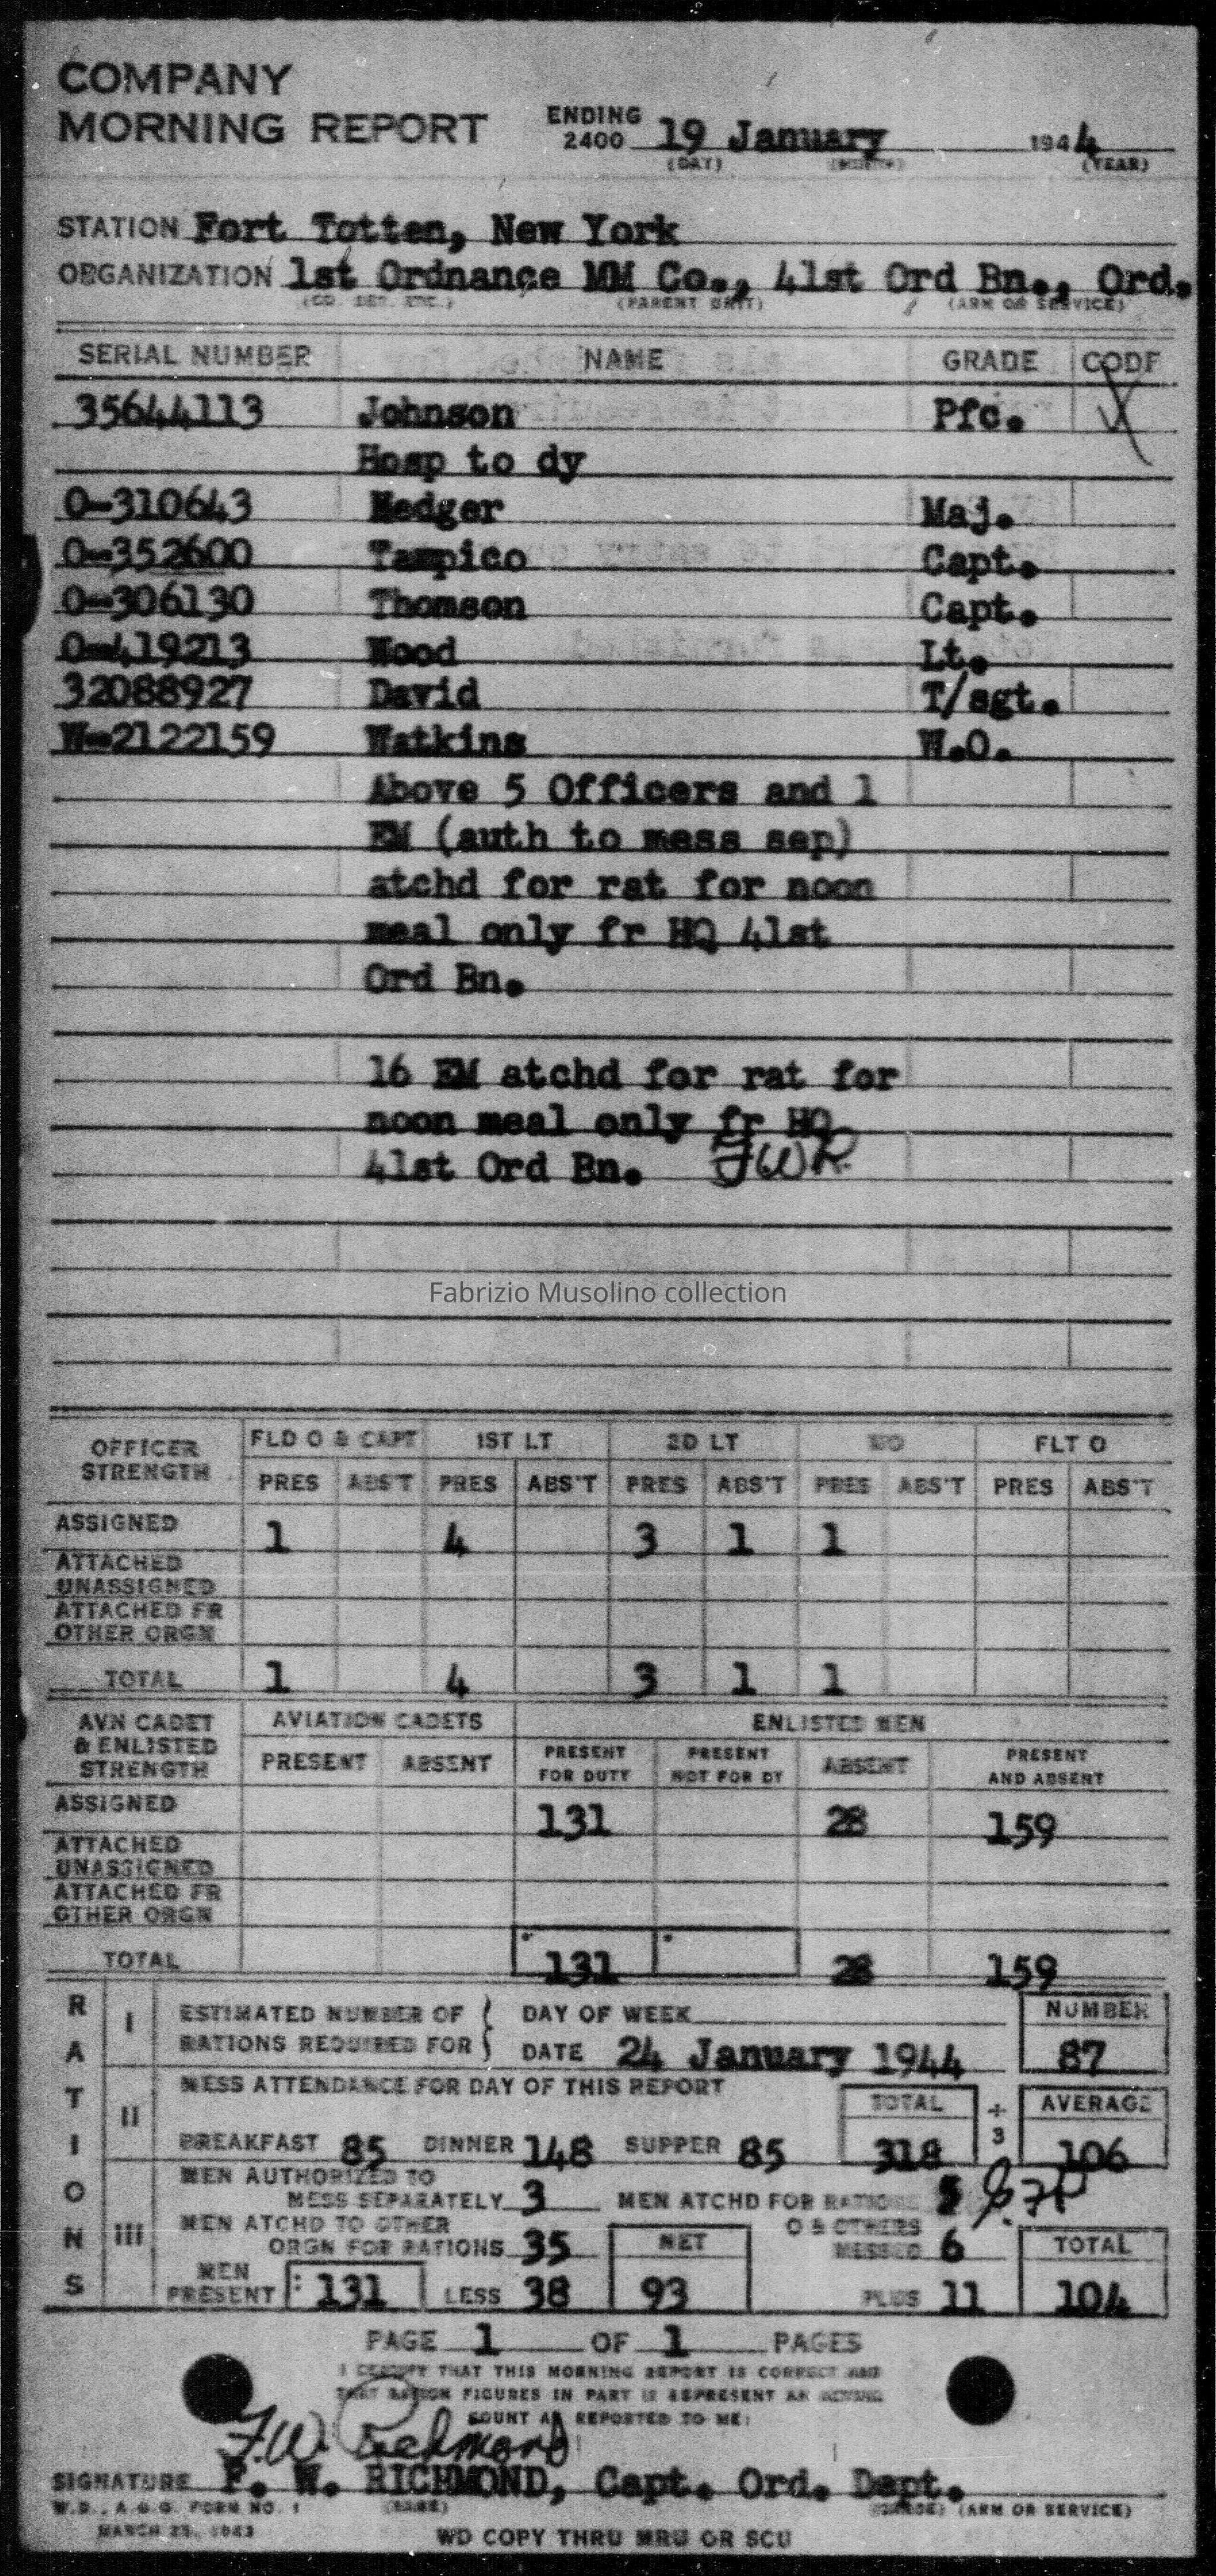 COMPANY
MORNING REPORT ENDING 2400 19 January 1944
(DAY) (MONTH) (YEAR)
STATION Fort Totten, New York
ORGANIZATION 1st Ordnance MM Co., 41st Ord Bn., Ord.
(CO. DET. ETC.) (PARENT UNIT) (ARM OR SERVICE)
SERIAL NUMBER NAME GRADE CODE
35644113 Johnson Pfc.
Hosp to dy
O-310643 Hedger Maj.
O-352600 Tampico Capt.
O-306130 Thomson Capt.
O-419213 Wood Lt.
32088927 David T/sgt.
W-2122159 Watkins W.O.
Above 5 Officers and 1
EM (auth to mess sep)
atchd for rat for noon
meal only fr HQ 41st
Ord Bn.
16 EM atchd for rat for
noon meal only fr HQ
41st Ord Bn. FWR
Fabrizio Musolino collection
OFFICER STRENGTH FLD O & CAPT 1ST LT 2D LT WO FLT O
PRES ABS'T PRES ABS'T PRES ABS'T PRES ABS'T PRES ABS'T
ASSIGNED 1 4 3 1 1
ATTACHED UNASSIGNED
ATTACHED FR OTHER ORGN
TOTAL 1 4 3 1 1
AVN CADET & ENLISTED STRENGTH AVIATION CADETS ENLISTED MEN
PRESENT ABSENT PRESENT FOR DUTY PRESENT NOT FOR DY ABSENT PRESENT AND ABSENT
ASSIGNED 131 28 159
ATTACHED UNASSIGNED
ATTACHED FR OTHER ORGN
TOTAL 131 28 159
RATIONS
I ESTIMATED NUMBER OF RATIONS REQUIRED FOR DAY OF WEEK NUMBER
DATE 24 January 1944 87
II MESS ATTENDANCE FOR DAY OF THIS REPORT TOTAL ÷ 3 AVERAGE
BREAKFAST 85 DINNER 148 SUPPER 85 318 106
III MEN AUTHORIZED TO MESS SEPARATELY 3 MEN ATCHD FOR RATIONS 5
MEN ATCHD TO OTHER ORGN FOR RATIONS 35 NET O & OTHERS MESSED 6 TOTAL
MEN PRESENT 131 LESS 38 93 PLUS 11 104
PAGE 1 OF 1 PAGES
I CERTIFY THAT THIS MORNING REPORT IS CORRECT AND
THAT RATION FIGURES IN PART II REPRESENT AN ACTUAL
COUNT AS REPORTED TO ME:
F.W. Richmond
SIGNATURE F. W. RICHMOND, Capt. Ord. Dept.
(NAME) (GRADE) (ARM OR SERVICE)
W.D., A.G.O. FORM NO. 1
MARCH 23, 1943
WD COPY THRU MRU OR SCU